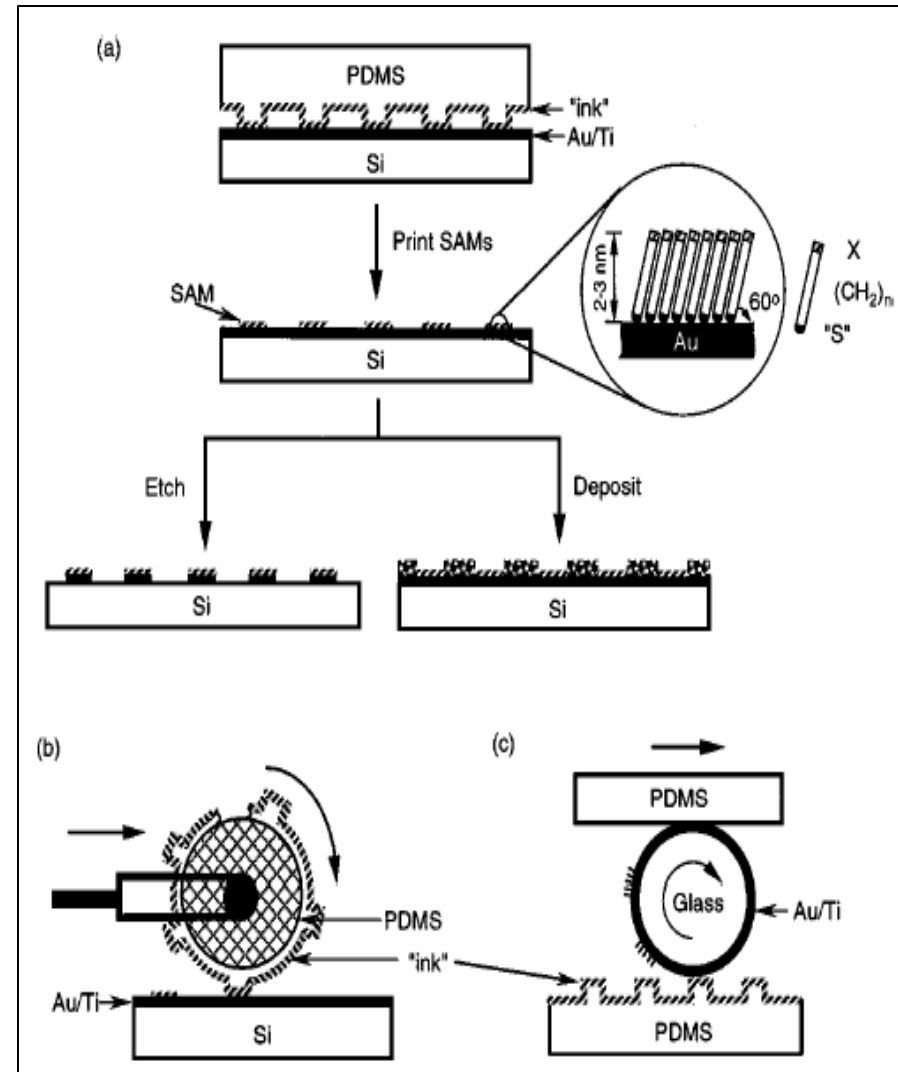 (a)
PDMS
"ink"
Au/Ti
Si
Print SAMs
SAM
Si
2-3 nm
60º
Au
X
(CH₂)ₙ
"S"
Etch
Deposit
Si
Si
(b)
PDMS
"ink"
Au/Ti
Si
(c)
PDMS
Glass
Au/Ti
PDMS